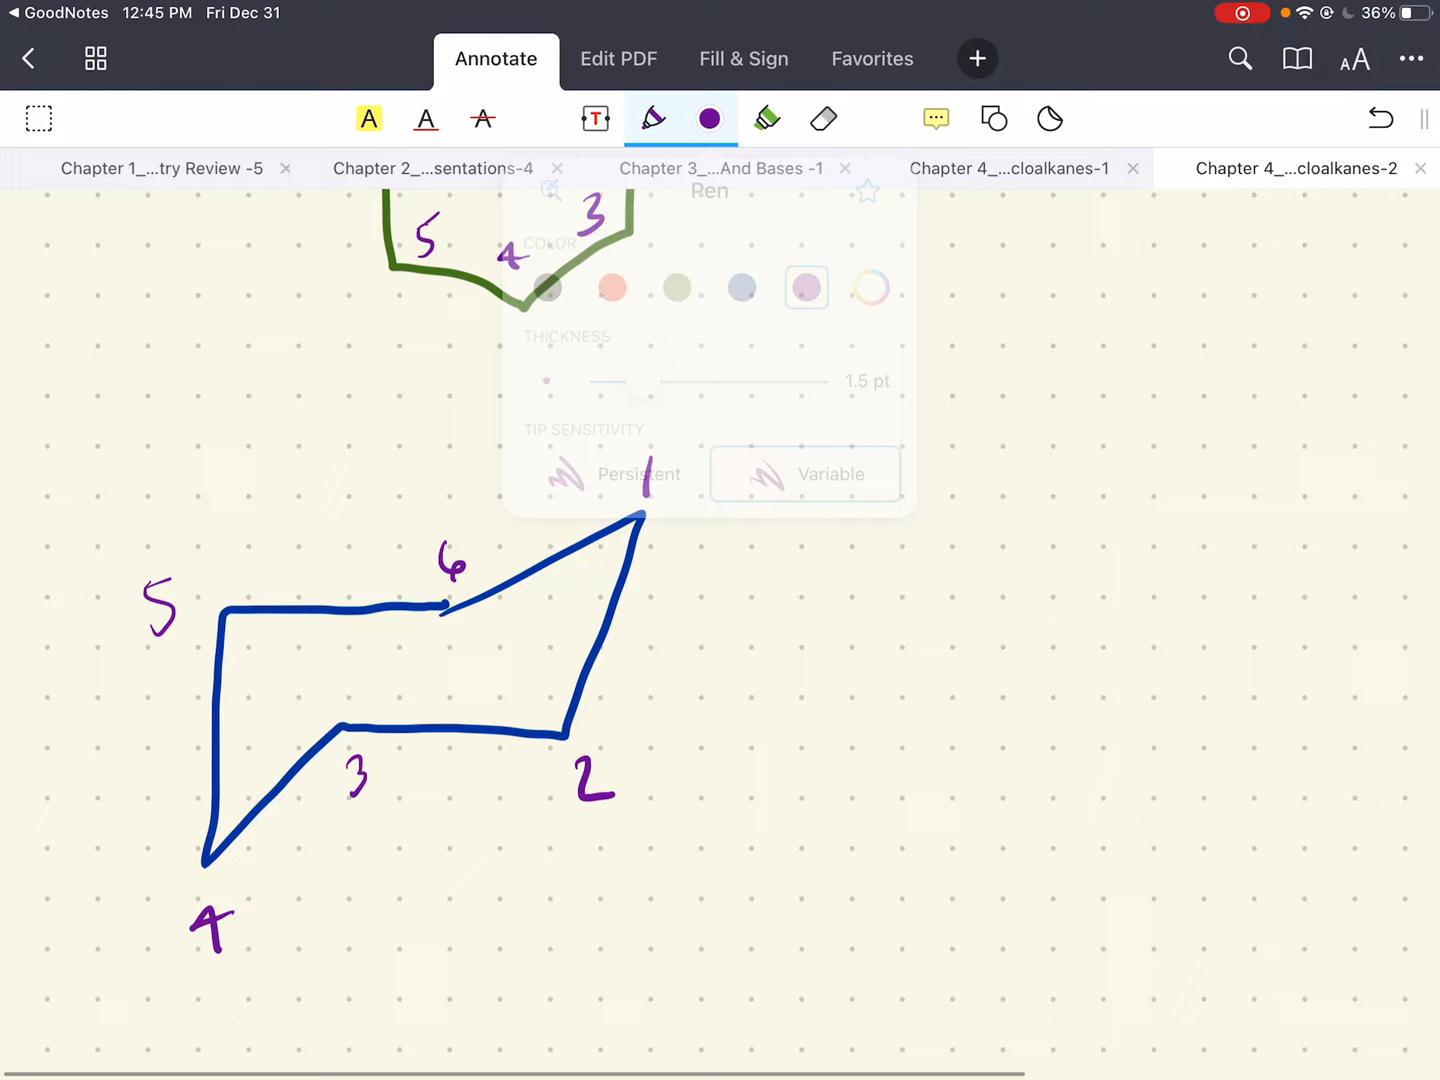 GoodNotes 12:45 PM Fri Dec 31 36%
Annotate Edit PDF Fill & Sign Favorites + AA
A A A T
Chapter 1_...try Review -5 Chapter 2_...sentations-4 Chapter 3_...And Bases -1 Chapter 4_...cloalkanes-1 Chapter 4_...cloalkanes-2
Pen
5 4 3
COLOR
THICKNESS
1.5 pt
TIP SENSITIVITY
Persistent Variable
1
6
5
3
2
4